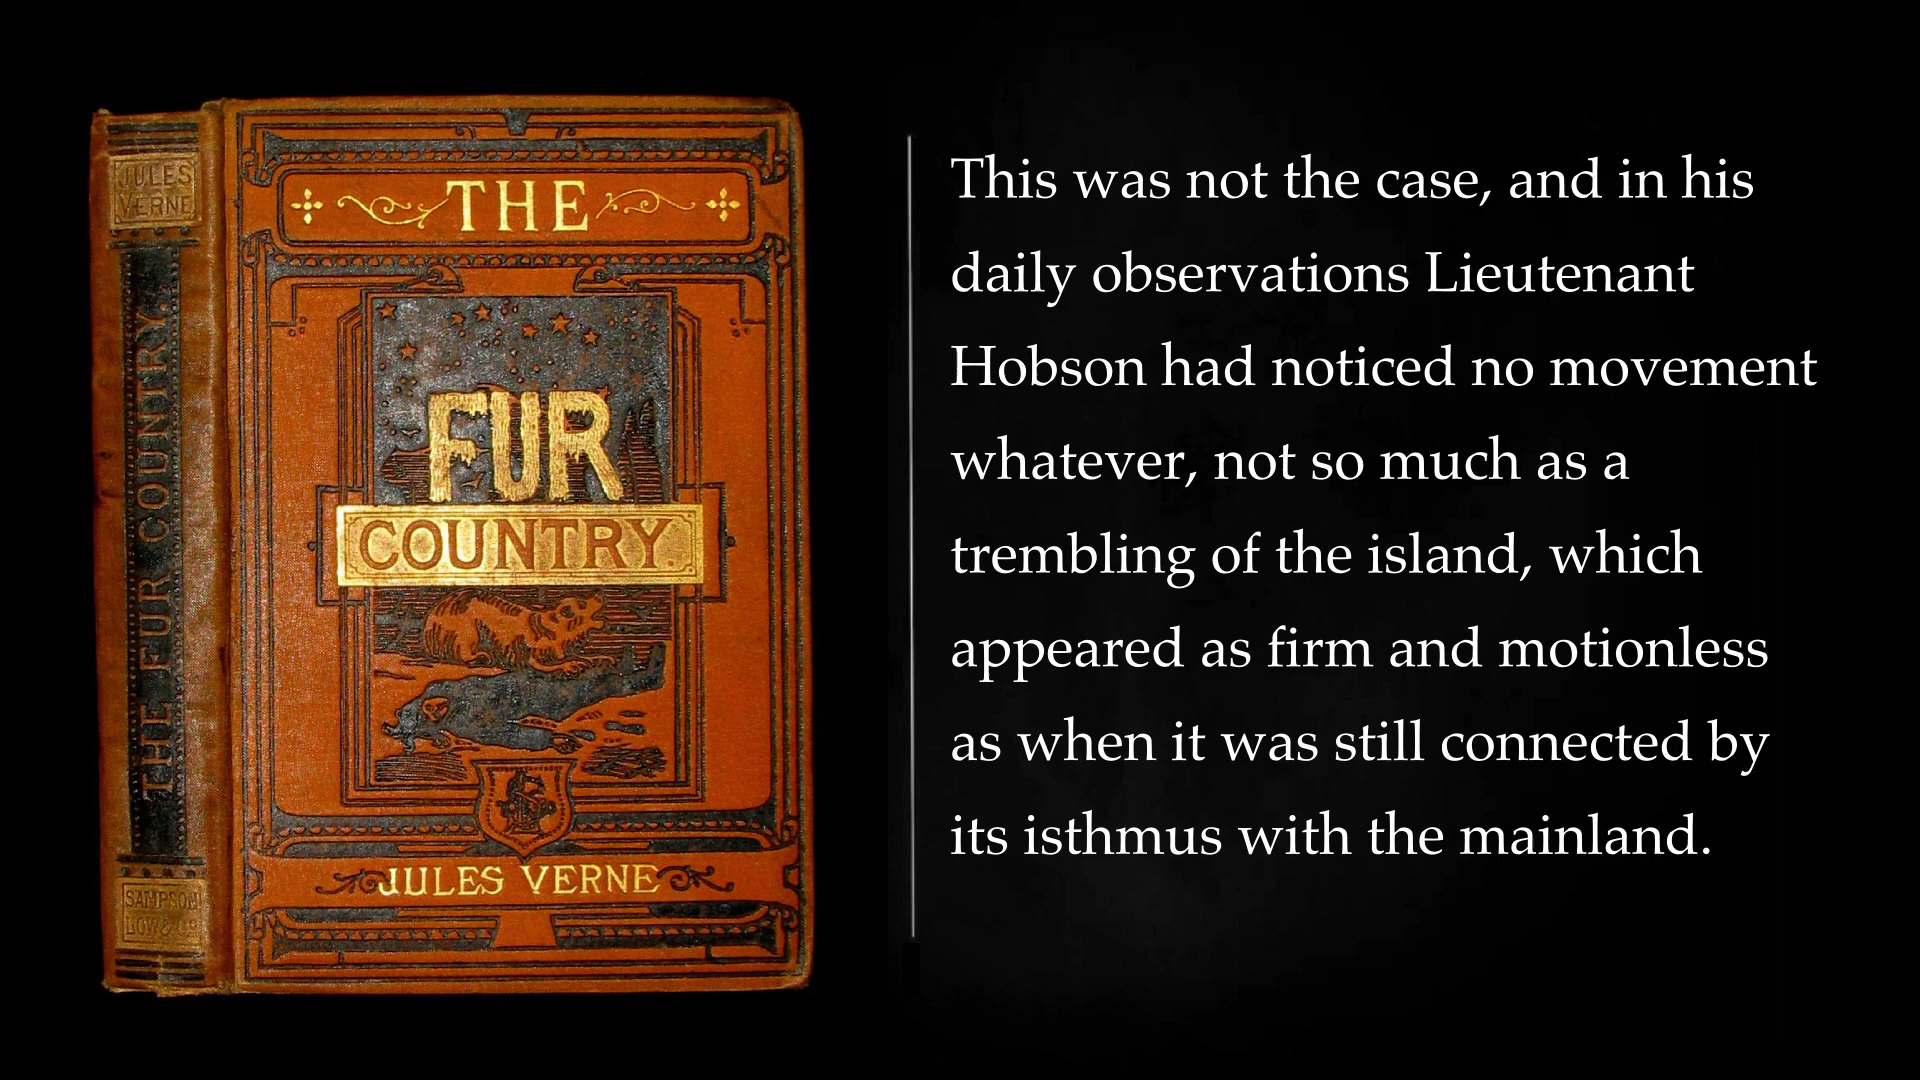 JULES
VERNE
THE FUR COUNTRY.
SAMPSON
LOW & Co
THE
FUR
COUNTRY.
JULES VERNE
This was not the case, and in his
daily observations Lieutenant
Hobson had noticed no movement
whatever, not so much as a
trembling of the island, which
appeared as firm and motionless
as when it was still connected by
its isthmus with the mainland.